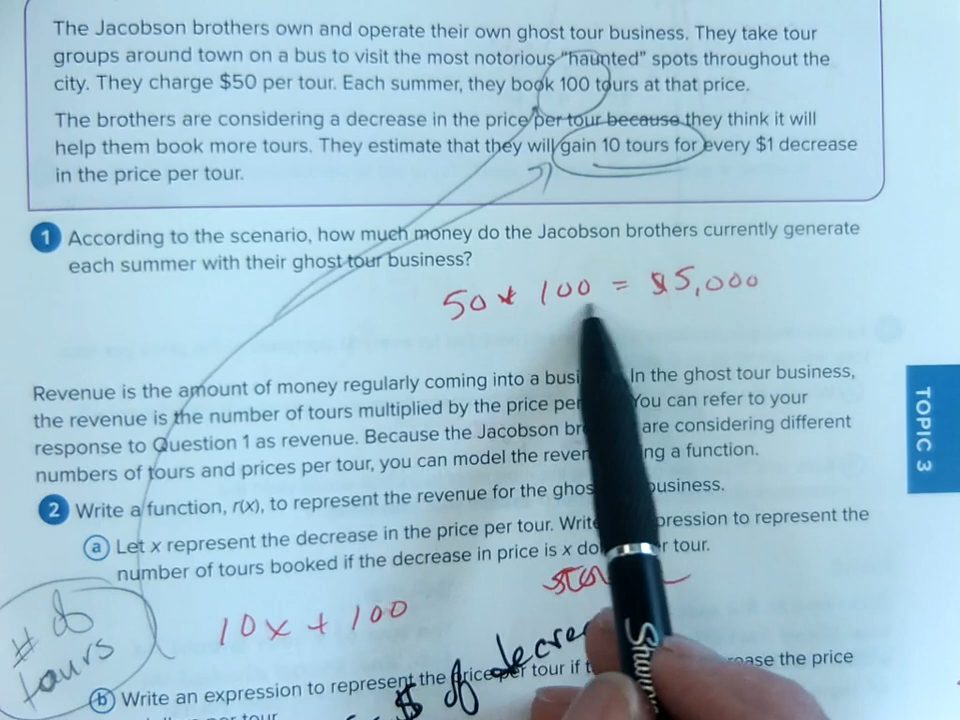 The Jacobson brothers own and operate their own ghost tour business. They take tour
groups around town on a bus to visit the most notorious "haunted" spots throughout the
city. They charge $50 per tour. Each summer, they book 100 tours at that price.
The brothers are considering a decrease in the price per tour because they think it will
help them book more tours. They estimate that they will gain 10 tours for every $1 decrease
in the price per tour.
1 According to the scenario, how much money do the Jacobson brothers currently generate
each summer with their ghost tour business?
50 * 100 = $5,000
Revenue is the amount of money regularly coming into a In the ghost tour business,
the revenue is the number of tours multiplied by the price per You can refer to your
response to Question 1 as revenue. Because the Jacobson are considering different
numbers of tours and prices per tour, you can model the a function.
TOPIC 3
2 Write a function, r(x), to represent the revenue for the
a Let x represent the decrease in the price per tour. to represent the
number of tours booked if the decrease in price is x tour.
# of
tours
10x + 100
$ of
b Write an expression to represent the price per tour if the price
per tour
Sharpie